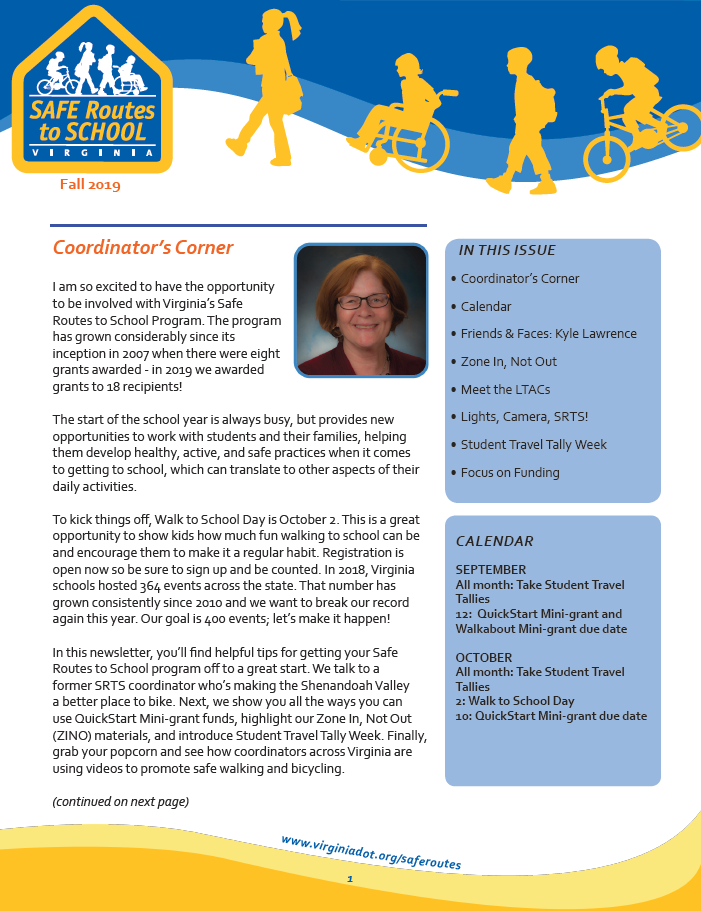 SAFE Routes
to SCHOOL
VIRGINIA
Fall 2019
Coordinator's Corner
I am so excited to have the opportunity
to be involved with Virginia's Safe
Routes to School Program. The program
has grown considerably since its
inception in 2007 when there were eight
grants awarded - in 2019 we awarded
grants to 18 recipients!
The start of the school year is always busy, but provides new
opportunities to work with students and their families, helping
them develop healthy, active, and safe practices when it comes
to getting to school, which can translate to other aspects of their
daily activities.
To kick things off, Walk to School Day is October 2. This is a great
opportunity to show kids how much fun walking to school can be
and encourage them to make it a regular habit. Registration is
open now so be sure to sign up and be counted. In 2018, Virginia
schools hosted 364 events across the state. That number has
grown consistently since 2010 and we want to break our record
again this year. Our goal is 400 events; let's make it happen!
In this newsletter, you'll find helpful tips for getting your Safe
Routes to School program off to a great start. We talk to a
former SRTS coordinator who's making the Shenandoah Valley
a better place to bike. Next, we show you all the ways you can
use QuickStart Mini-grant funds, highlight our Zone In, Not Out
(ZINO) materials, and introduce Student Travel Tally Week. Finally,
grab your popcorn and see how coordinators across Virginia are
using videos to promote safe walking and bicycling.
(continued on next page)
IN THIS ISSUE
• Coordinator's Corner
• Calendar
• Friends & Faces: Kyle Lawrence
• Zone In, Not Out
• Meet the LTACs
• Lights, Camera, SRTS!
• Student Travel Tally Week
• Focus on Funding
CALENDAR
SEPTEMBER
All month: Take Student Travel
Tallies
12: QuickStart Mini-grant and
Walkabout Mini-grant due date
OCTOBER
All month: Take Student Travel
Tallies
2: Walk to School Day
10: QuickStart Mini-grant due date
www.virginiadot.org/saferoutes
1